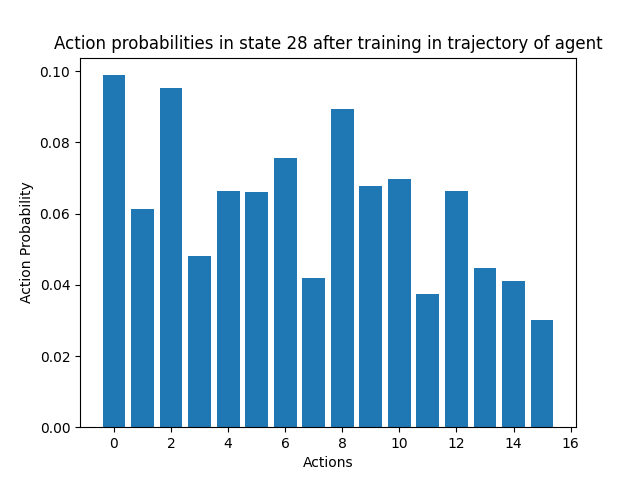 Action probabilities in state 28 after training in trajectory of agent
0.10
0.08
0.06
0.04
0.02
0.00
Action Probability
0 2 4 6 8 10 12 14 16
Actions